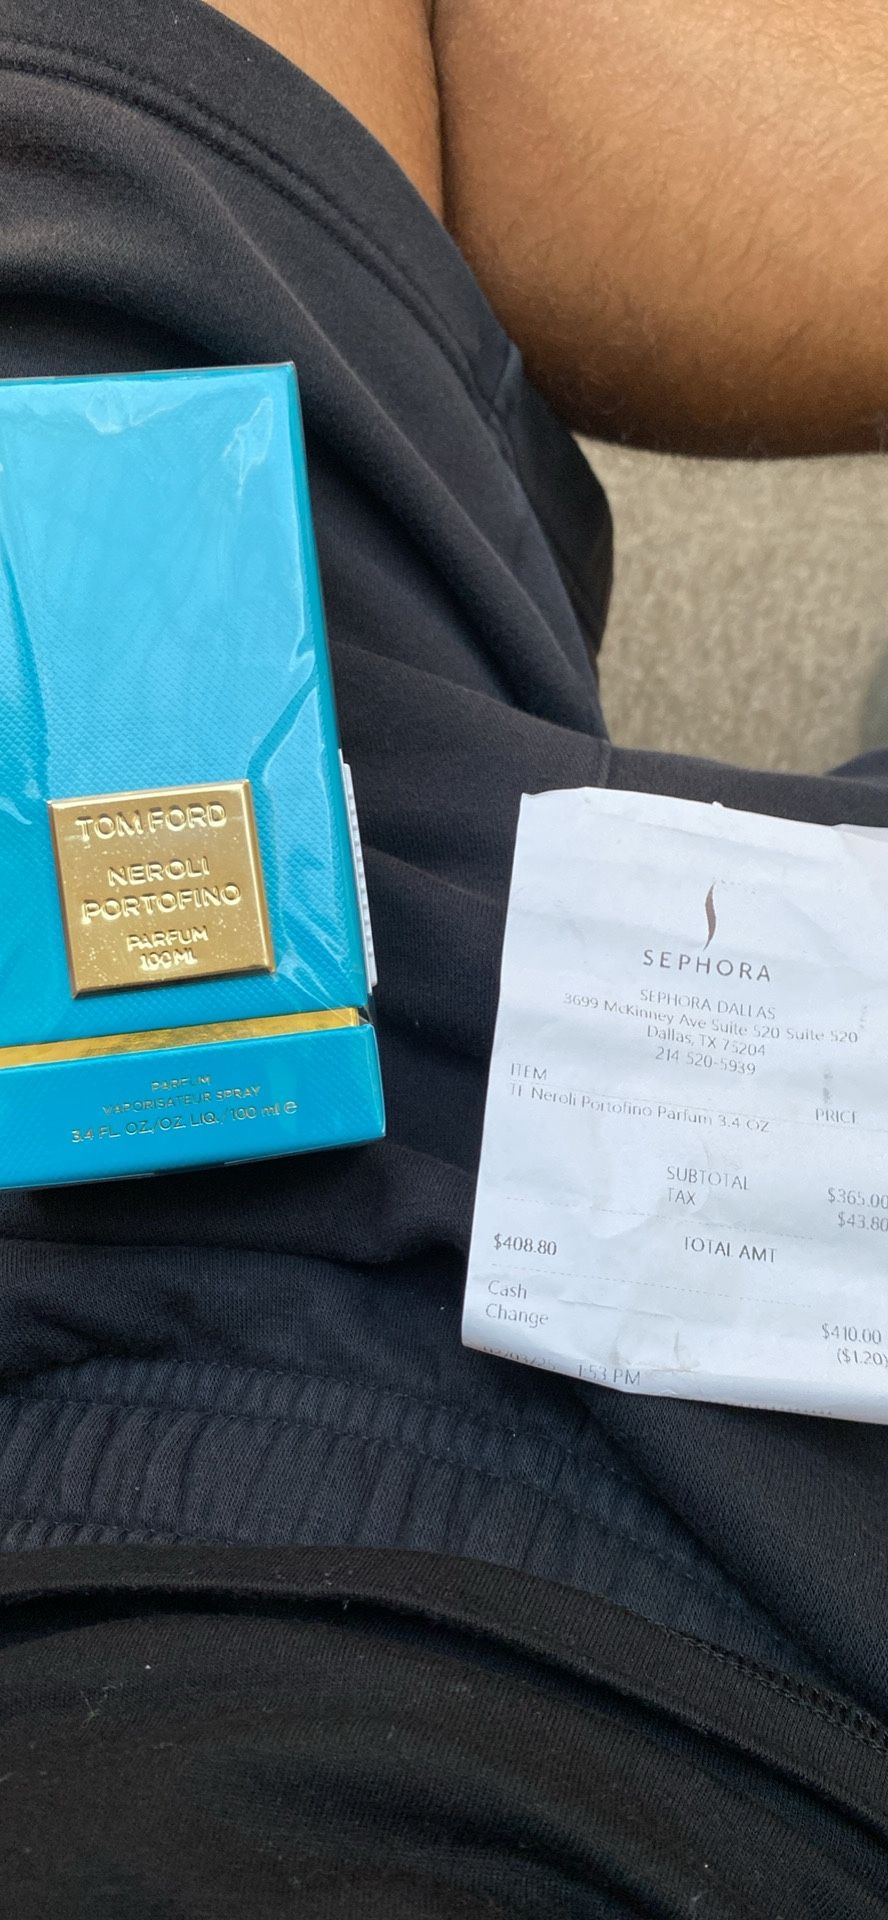 TOM FORD
NEROLI
PORTOFINO
PARFUM
100 ML
PARFUM
VAPORISATEUR SPRAY
3.4 FL. OZ./OZ. LIQ./100 ml e
SEPHORA
SEPHORA DALLAS
3699 McKinney Ave Suite 520 Suite 520
Dallas, TX 75204
214 520-5939
ITEM PRICE
TF Neroli Portofino Parfum 3.4 OZ
SUBTOTAL $365.00
TAX $43.80
$408.80 TOTAL AMT
Cash $410.00
Change ($1.20)
1:53 PM